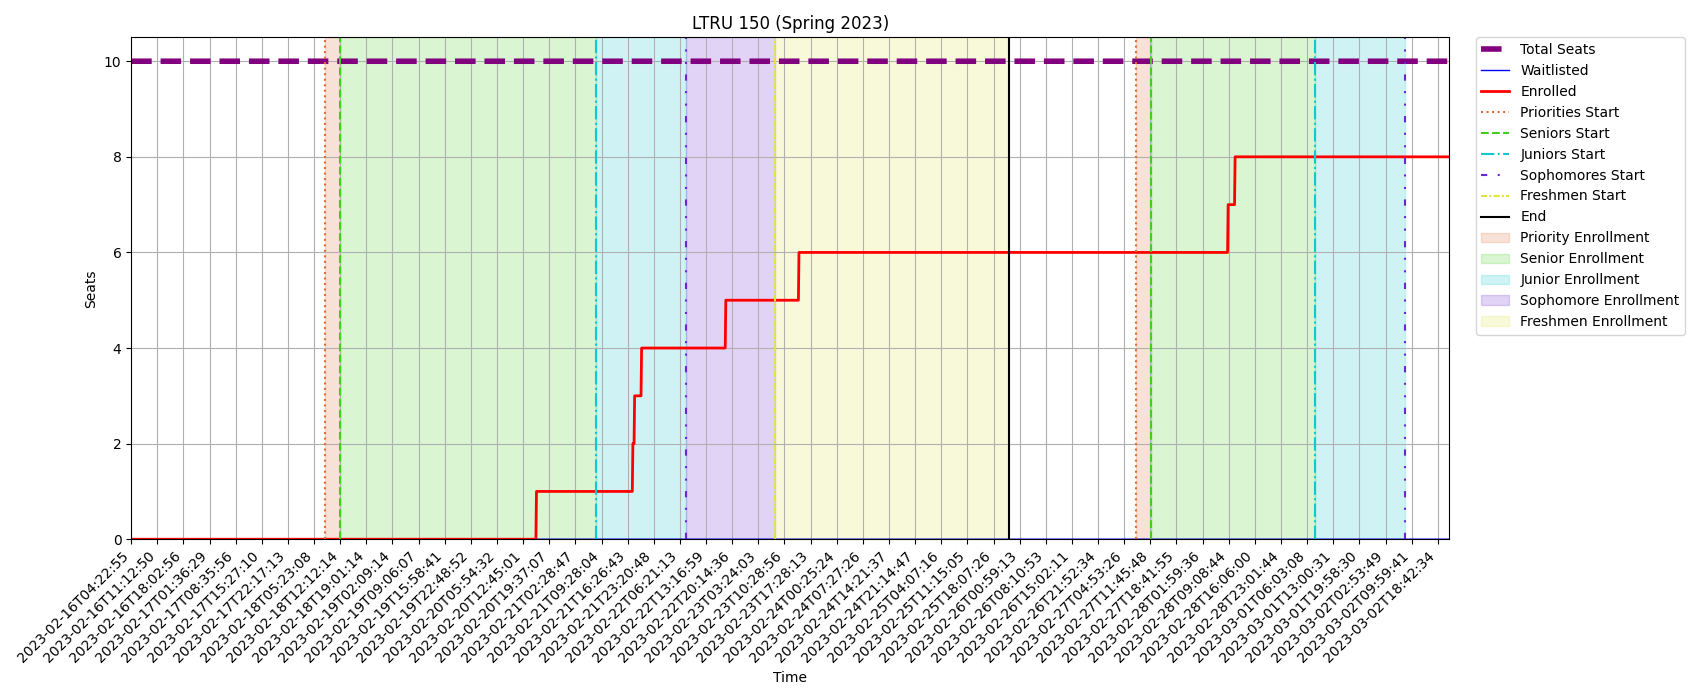 LTRU 150 (Spring 2023)
Seats
10
8
6
4
2
0
2023-02-16T04:22:55
2023-02-16T11:12:50
2023-02-16T18:02:56
2023-02-17T01:36:29
2023-02-17T08:35:56
2023-02-17T15:27:10
2023-02-17T22:17:13
2023-02-18T05:23:08
2023-02-18T12:12:14
2023-02-18T19:01:14
2023-02-19T02:09:14
2023-02-19T09:06:07
2023-02-19T15:58:41
2023-02-19T22:48:52
2023-02-20T05:54:32
2023-02-20T12:45:01
2023-02-20T19:37:07
2023-02-21T02:28:47
2023-02-21T09:28:04
2023-02-21T16:26:43
2023-02-21T23:20:48
2023-02-22T06:21:13
2023-02-22T13:16:59
2023-02-22T20:14:36
2023-02-23T03:24:03
2023-02-23T10:28:56
2023-02-23T17:28:13
2023-02-24T00:25:24
2023-02-24T07:27:26
2023-02-24T14:21:37
2023-02-24T21:14:47
2023-02-25T04:07:16
2023-02-25T11:15:05
2023-02-25T18:07:26
2023-02-26T00:59:13
2023-02-26T08:10:53
2023-02-26T15:02:11
2023-02-26T21:52:34
2023-02-27T04:53:26
2023-02-27T11:45:48
2023-02-27T18:41:55
2023-02-28T01:59:36
2023-02-28T09:08:44
2023-02-28T16:06:00
2023-02-28T23:01:44
2023-03-01T06:03:08
2023-03-01T13:00:31
2023-03-01T19:58:30
2023-03-02T02:53:49
2023-03-02T09:59:41
2023-03-02T18:42:34
Time
Total Seats
Waitlisted
Enrolled
Priorities Start
Seniors Start
Juniors Start
Sophomores Start
Freshmen Start
End
Priority Enrollment
Senior Enrollment
Junior Enrollment
Sophomore Enrollment
Freshmen Enrollment